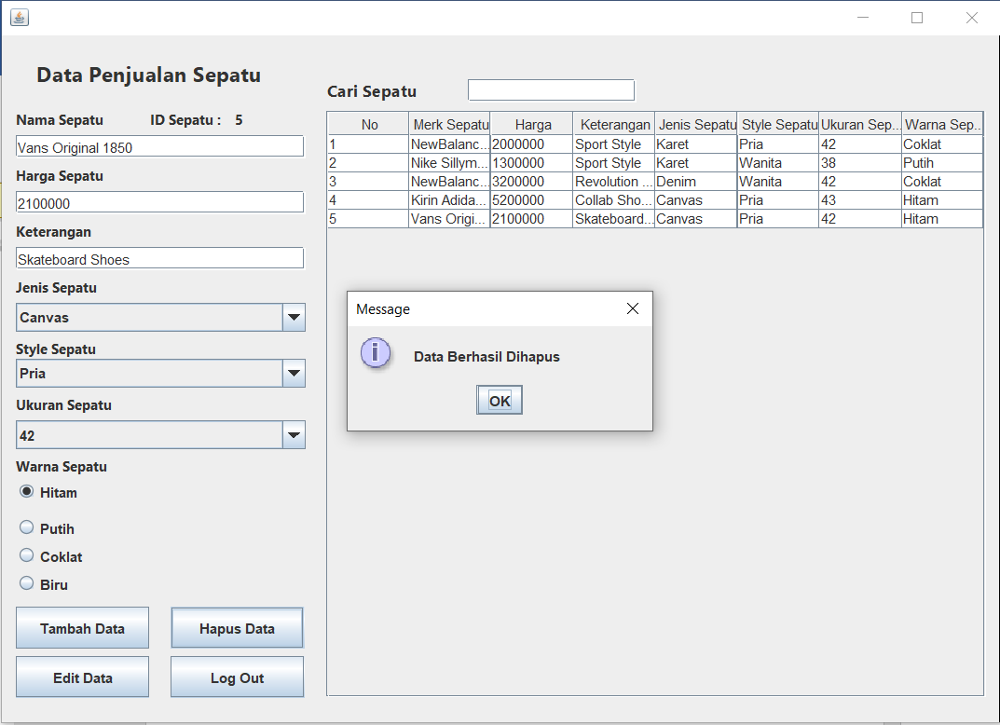 Data Penjualan Sepatu
Nama Sepatu ID Sepatu : 5
Vans Original 1850
Harga Sepatu
2100000
Keterangan
Skateboard Shoes
Jenis Sepatu
Canvas
Style Sepatu
Pria
Ukuran Sepatu
42
Warna Sepatu
Hitam
Putih
Coklat
Biru
Tambah Data Hapus Data
Edit Data Log Out
Cari Sepatu
No Merk Sepatu Harga Keterangan Jenis Sepatu Style Sepatu Ukuran Sep... Warna Sep...
1 NewBalanc... 2000000 Sport Style Karet Pria 42 Coklat
2 Nike Sillym... 1300000 Sport Style Karet Wanita 38 Putih
3 NewBalanc... 3200000 Revolution ... Denim Wanita 42 Coklat
4 Kirin Adida... 5200000 Collab Sho... Canvas Pria 43 Hitam
5 Vans Origi... 2100000 Skateboard... Canvas Pria 42 Hitam
Message
Data Berhasil Dihapus
OK